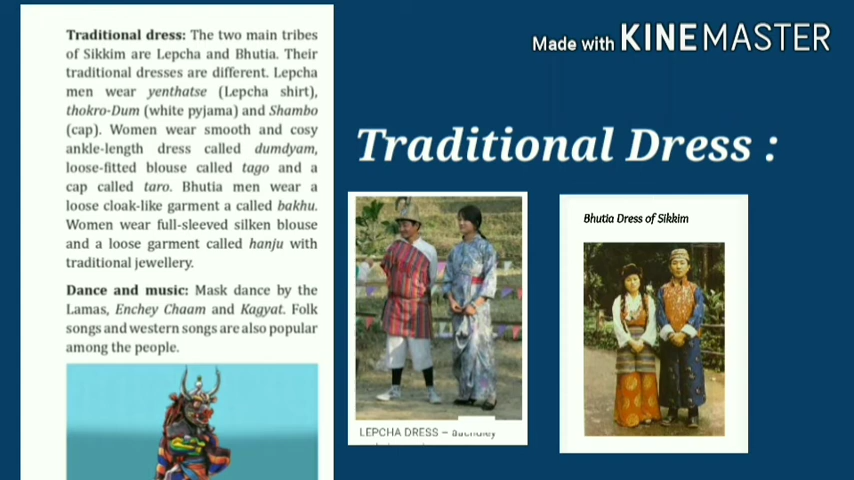 Traditional dress: The two main tribes
of Sikkim are Lepcha and Bhutia. Their
traditional dresses are different. Lepcha
men wear yenthatse (Lepcha shirt),
thokro-Dum (white pyjama) and Shambo
(cap). Women wear smooth and cosy
ankle-length dress called dumdyam,
loose-fitted blouse called tago and a
cap called taro. Bhutia men wear a
loose cloak-like garment a called bakhu.
Women wear full-sleeved silken blouse
and a loose garment called hanju with
traditional jewellery.
Dance and music: Mask dance by the
Lamas, Enchey Chaam and Kagyat. Folk
songs and western songs are also popular
among the people.
Made with KINEMASTER
Traditional Dress :
LEPCHA DRESS –
Bhutia Dress of Sikkim